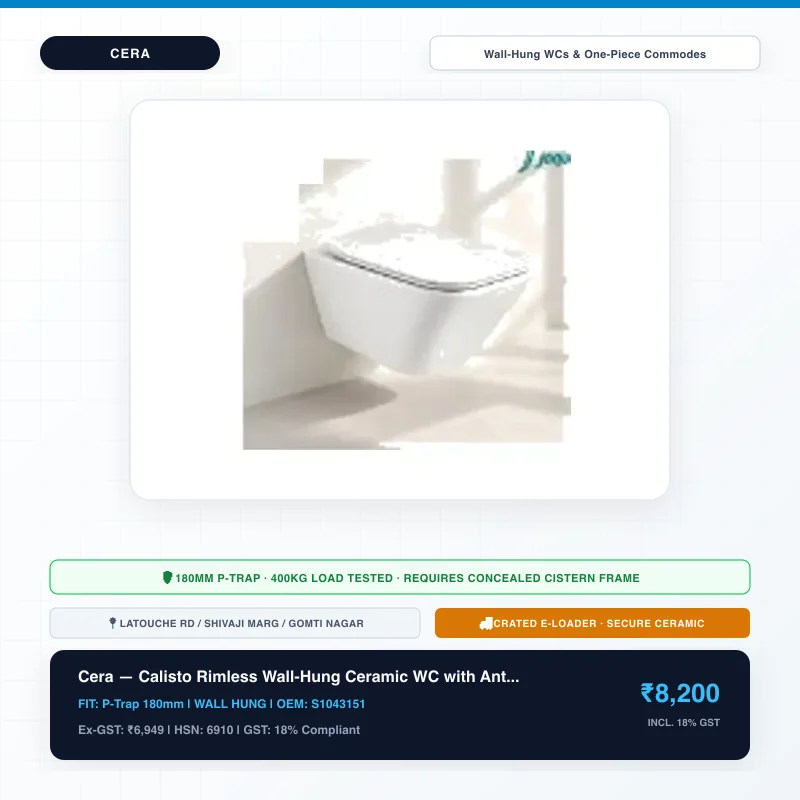 CERA
Wall-Hung WCs & One-Piece Commodes
180MM P-TRAP · 400KG LOAD TESTED · REQUIRES CONCEALED CISTERN FRAME
LATOUCHE RD / SHIVAJI MARG / GOMTI NAGAR
CRATED E-LOADER · SECURE CERAMIC
Cera — Calisto Rimless Wall-Hung Ceramic WC with Ant...
FIT: P-Trap 180mm | WALL HUNG | OEM: S1043151
₹8,200
Ex-GST: ₹6,949 | HSN: 6910 | GST: 18% Compliant
INCL. 18% GST